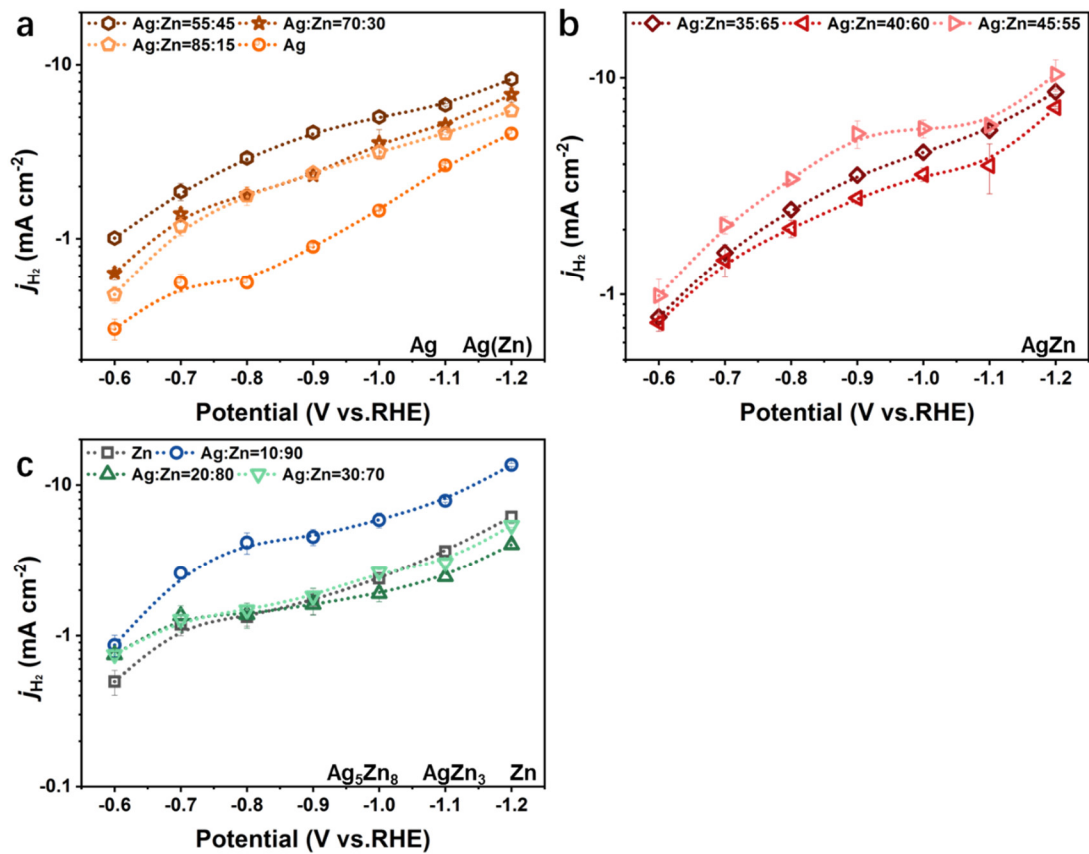 a
Ag:Zn=55:45 Ag:Zn=70:30
Ag:Zn=85:15 Ag
-10
-1
j_H₂ (mA cm⁻²)
Ag Ag(Zn)
-0.6 -0.7 -0.8 -0.9 -1.0 -1.1 -1.2
Potential (V vs.RHE)
b
Ag:Zn=35:65 Ag:Zn=40:60 Ag:Zn=45:55
-10
-1
j_H₂ (mA cm⁻²)
AgZn
-0.6 -0.7 -0.8 -0.9 -1.0 -1.1 -1.2
Potential (V vs.RHE)
c
Zn Ag:Zn=10:90
Ag:Zn=20:80 Ag:Zn=30:70
-10
-1
-0.1
j_H₂ (mA cm⁻²)
Ag₅Zn₈ AgZn₃ Zn
-0.6 -0.7 -0.8 -0.9 -1.0 -1.1 -1.2
Potential (V vs.RHE)